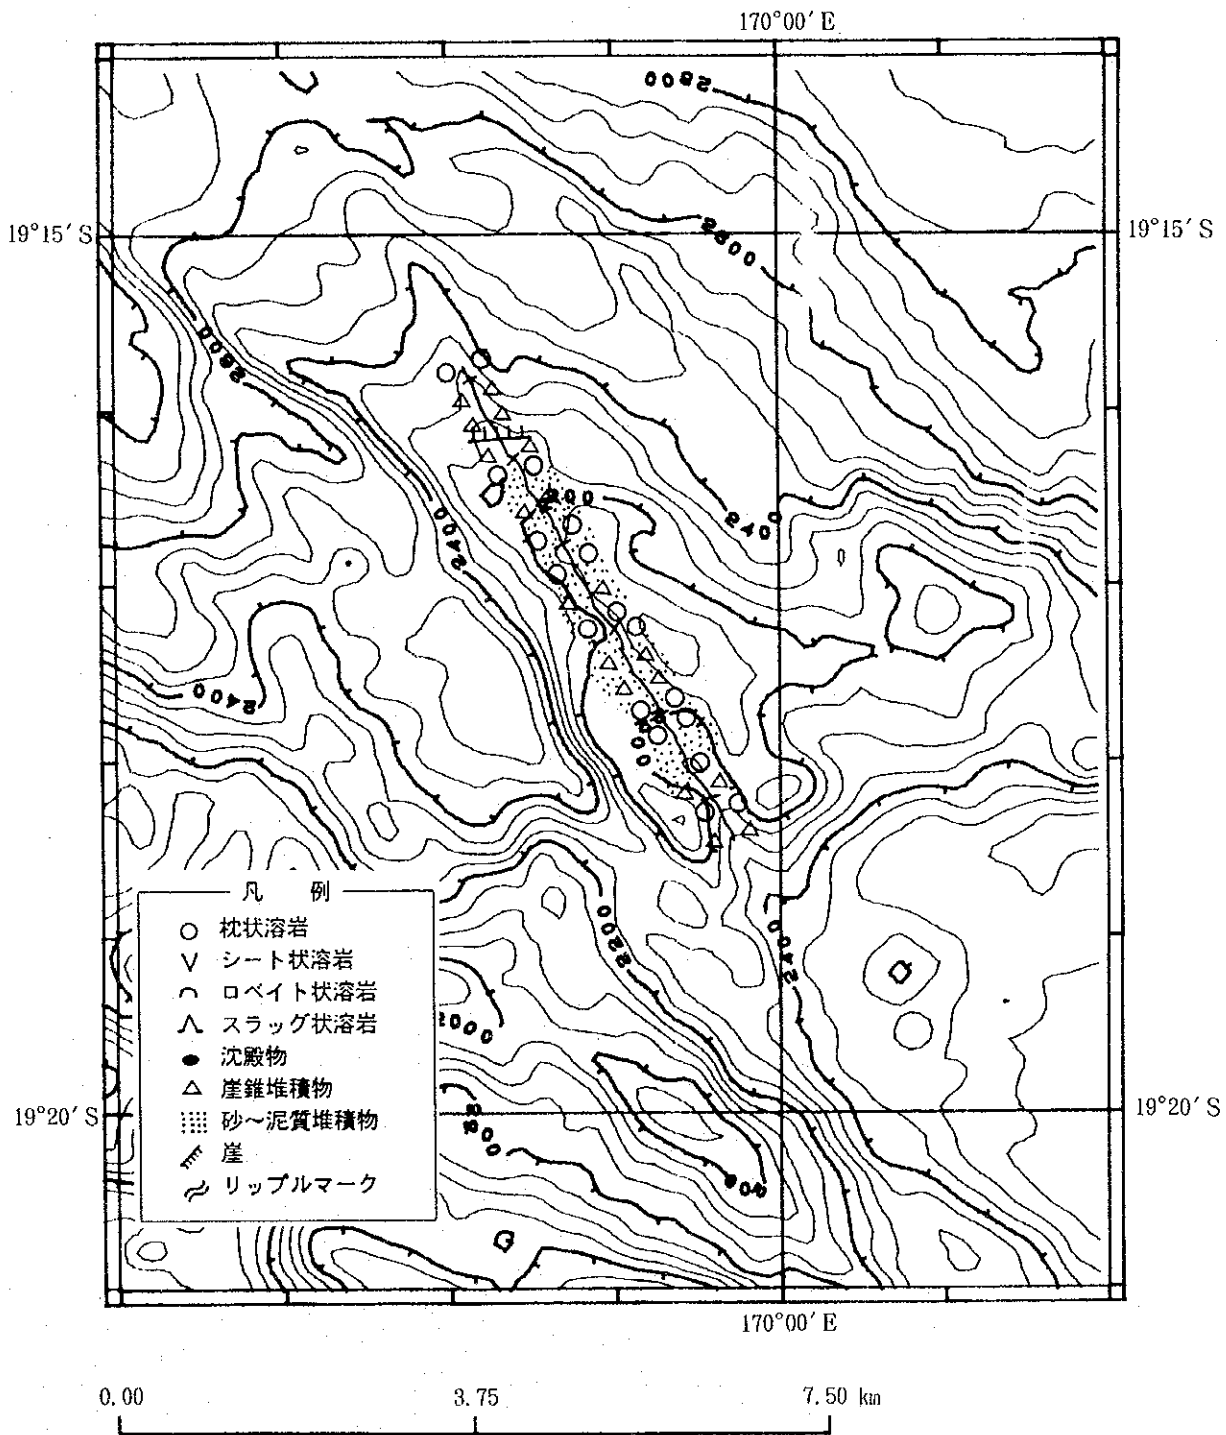 170°00′E
2800
19°15′S
19°15′S
2600
2600
2400
2200
2400
2400
2400
2200
凡 例
○ 枕状溶岩
シート状溶岩
ロベイト状溶岩
スラッグ状溶岩
沈殿物
△ 崖錐堆積物
砂～泥質堆積物
崖
リップルマーク
2000
19°20′S
19°20′S
170°00′E
0.00
3.75
7.50 km